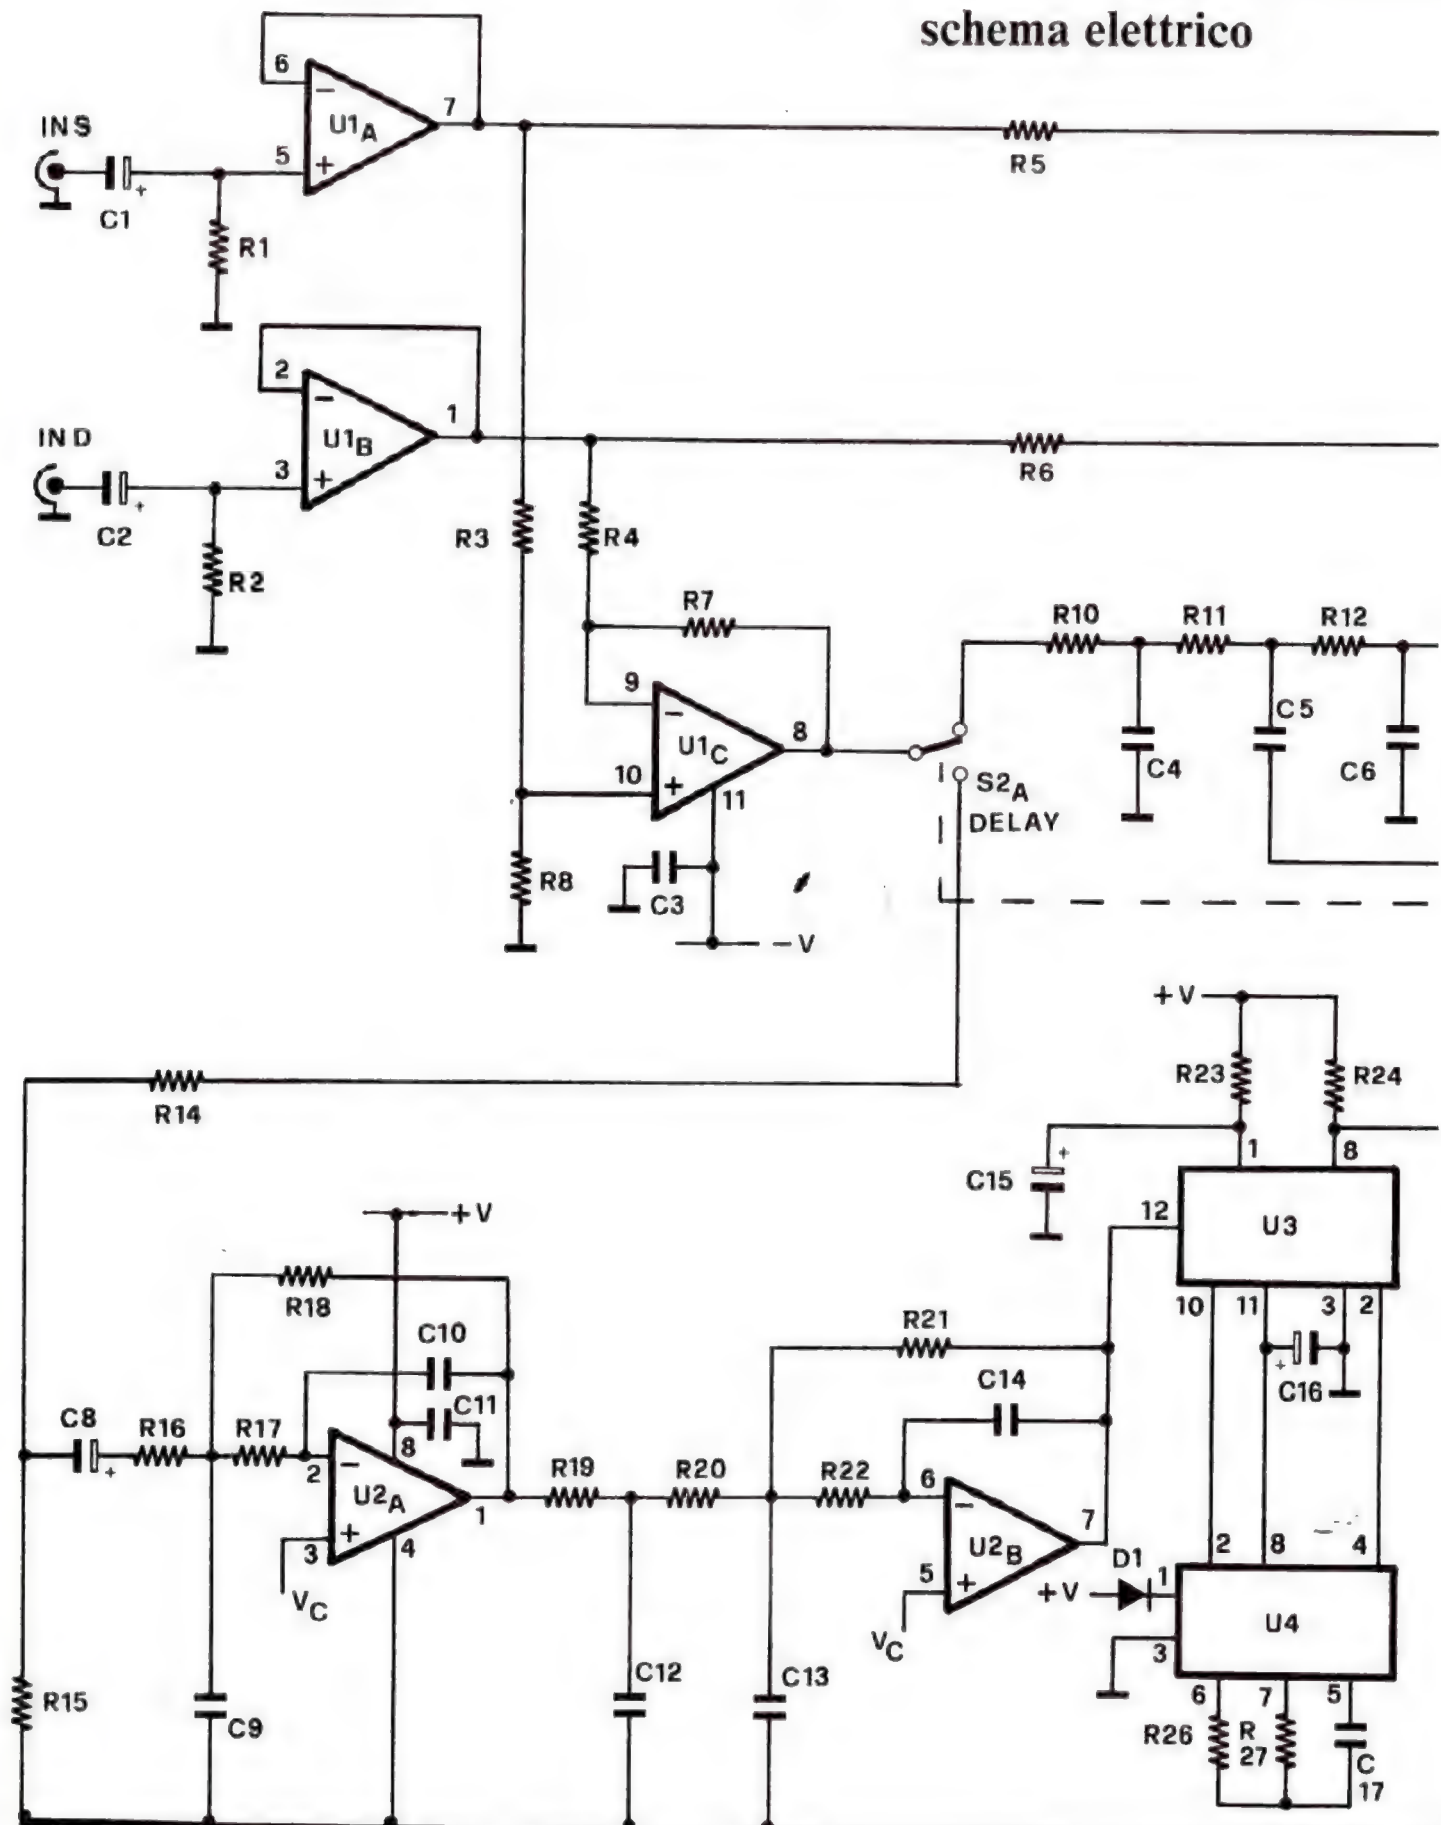 schema elettrico
6
7
U1A
INS
5
R5
C1
R1
2
1
U1B
IND
3
R6
C2
R3
R4
R2
R7
R10
R11
R12
9
C5
8
U1C
10
11
C4
C6
S2A
DELAY
R8
C3
-V
+V
R23
R24
R14
1
8
C15
12
U3
+V
R18
10
11
3
2
R21
C10
C16
C14
C11
C8
R16
R17
8
2
R19
R20
R22
6
U2A
1
7
2
8
4
3
4
U2B
D1
5
1
+V
VC
U4
VC
3
C12
C13
R15
6
7
5
C9
R26
R
27
C
17